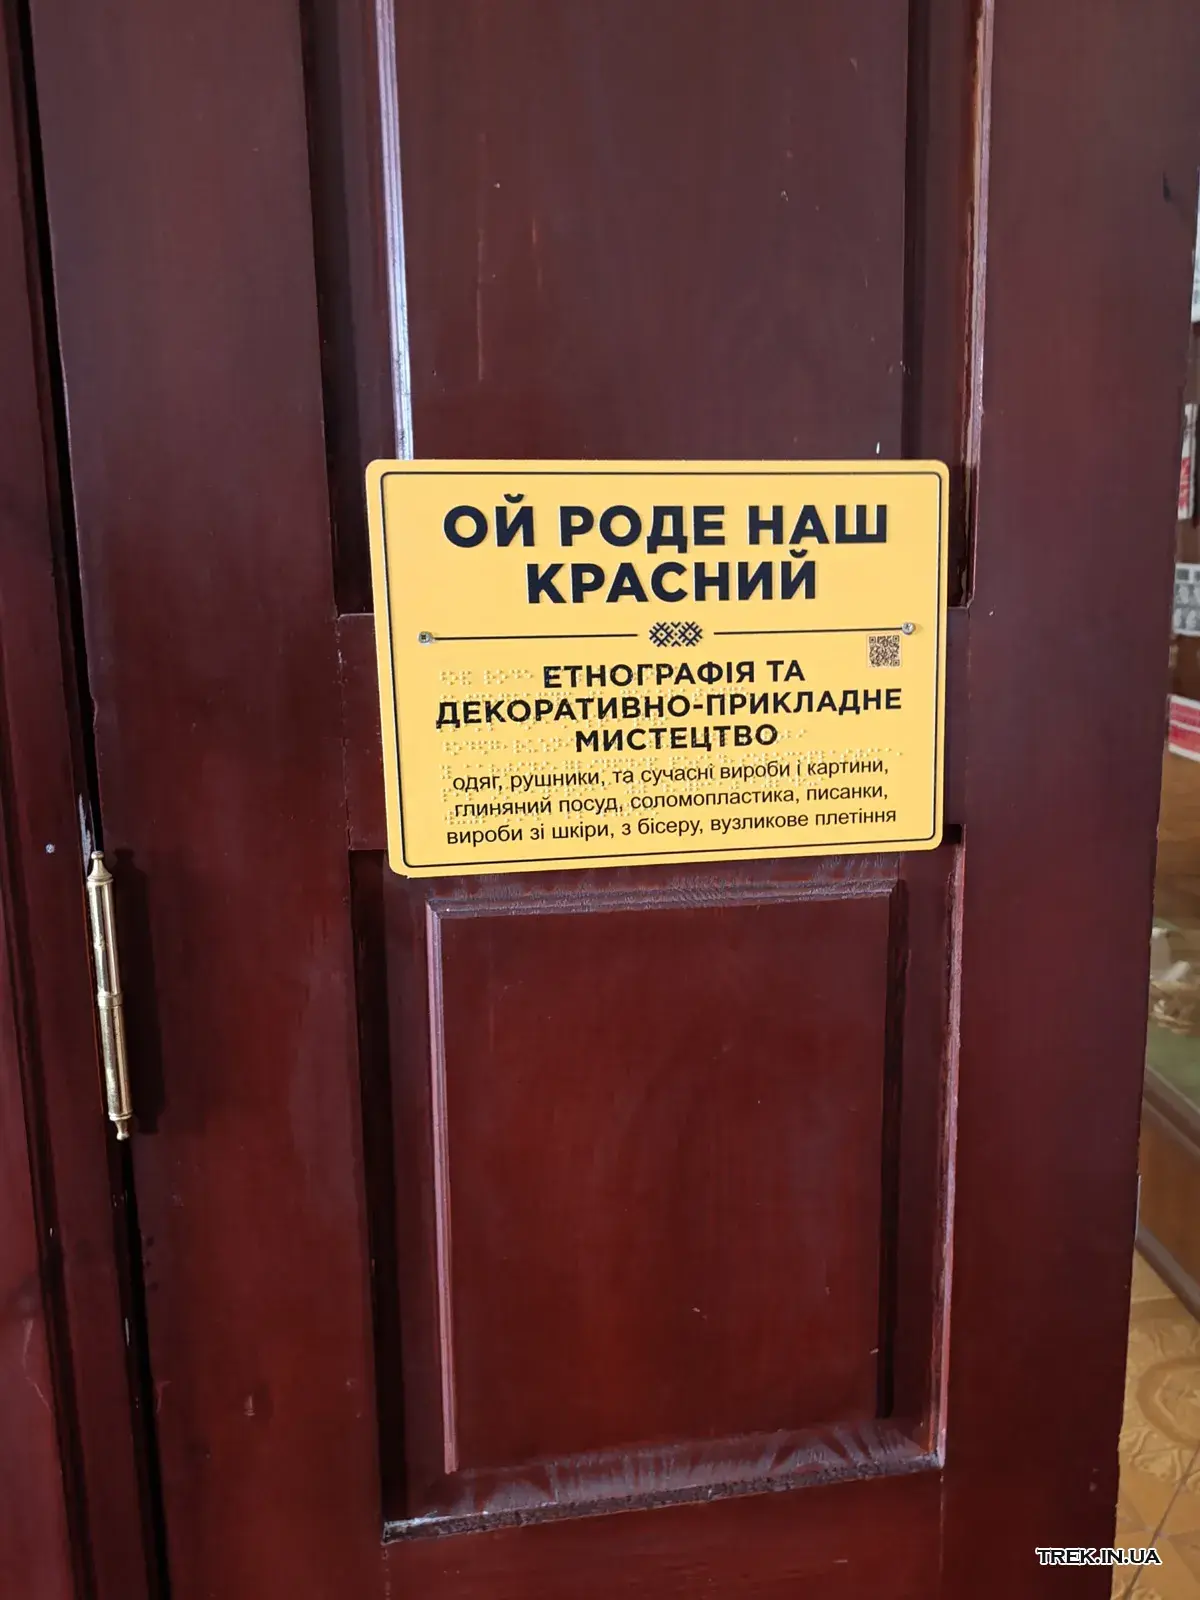 ОЙ РОДЕ НАШ
КРАСНИЙ
ЕТНОГРАФІЯ ТА
ДЕКОРАТИВНО-ПРИКЛАДНЕ
МИСТЕЦТВО
одяг, рушники, та сучасні вироби і картини,
глиняний посуд, соломопластика, писанки,
вироби зі шкіри, з бісеру, вузликове плетіння
TREK.IN.UA